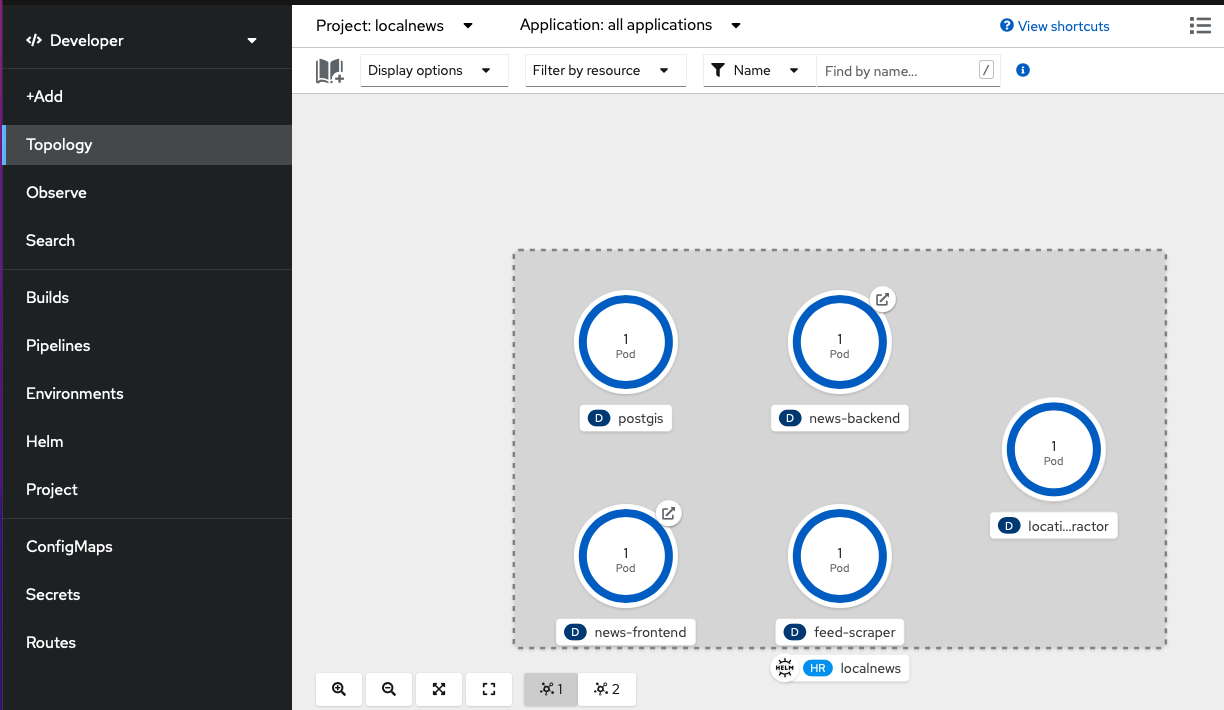 Developer
+Add
Topology
Observe
Search
Builds
Pipelines
Environments
Helm
Project
ConfigMaps
Secrets
Routes
Project: localnews
Application: all applications
? View shortcuts
Display options
Filter by resource
Name
Find by name...
/
i
1
Pod
D postgis
1
Pod
D news-backend
1
Pod
D locati...ractor
1
Pod
D news-frontend
1
Pod
D feed-scraper
HELM HR localnews
1
2